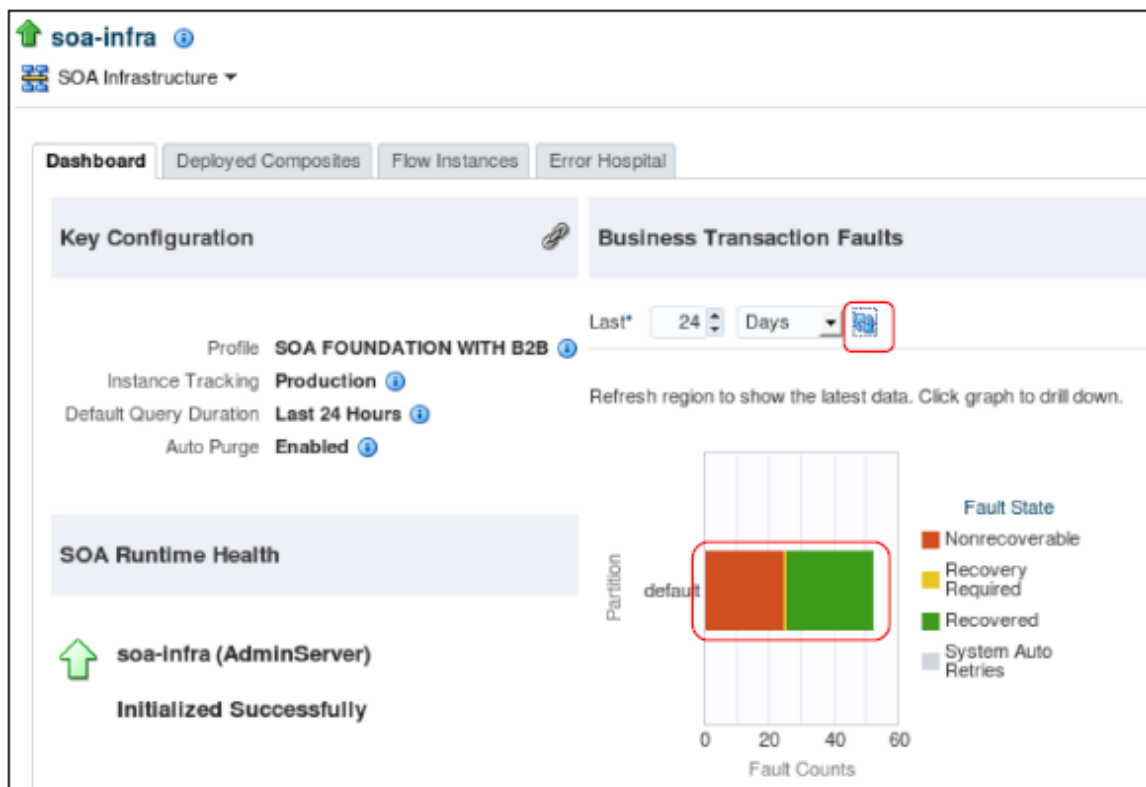 soa-infra
SOA Infrastructure
Dashboard
Deployed Composites
Flow Instances
Error Hospital
Key Configuration
Profile SOA FOUNDATION WITH B2B
Instance Tracking Production
Default Query Duration Last 24 Hours
Auto Purge Enabled
SOA Runtime Health
soa-infra (AdminServer)
Initialized Successfully
Business Transaction Faults
Last* 24 Days
Refresh region to show the latest data. Click graph to drill down.
Partition
default
0 20 40 60
Fault Counts
Fault State
Nonrecoverable
Recovery
Required
Recovered
System Auto
Retries